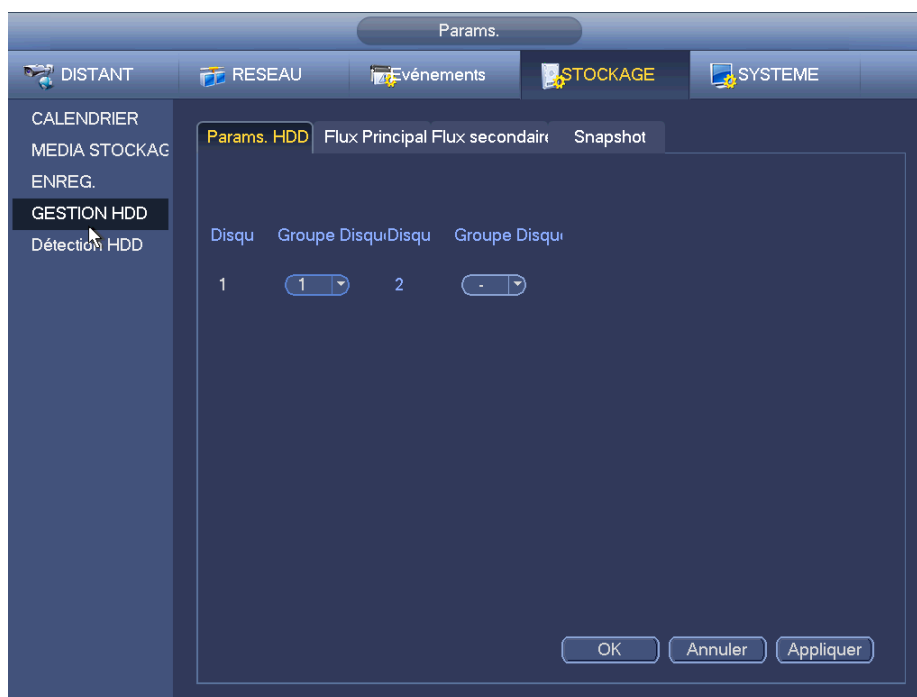 Params.
DISTANT RESEAU Evénements STOCKAGE SYSTEME
CALENDRIER
MEDIA STOCKAG
ENREG.
GESTION HDD
Détection HDD
Params. HDD Flux Principal Flux secondaire Snapshot
Disqu Groupe Disqu Disqu Groupe Disqu
1 1 2 -
OK Annuler Appliquer